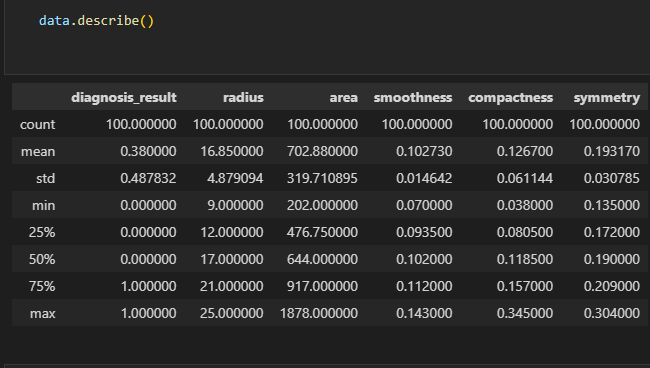 data.describe()
diagnosis_result radius area smoothness compactness symmetry
count 100.000000 100.000000 100.000000 100.000000 100.000000 100.000000
mean 0.380000 16.850000 702.880000 0.102730 0.126700 0.193170
std 0.487832 4.879094 319.710895 0.014642 0.061144 0.030785
min 0.000000 9.000000 202.000000 0.070000 0.038000 0.135000
25% 0.000000 12.000000 476.750000 0.093500 0.080500 0.172000
50% 0.000000 17.000000 644.000000 0.102000 0.118500 0.190000
75% 1.000000 21.000000 917.000000 0.112000 0.157000 0.209000
max 1.000000 25.000000 1878.000000 0.143000 0.345000 0.304000